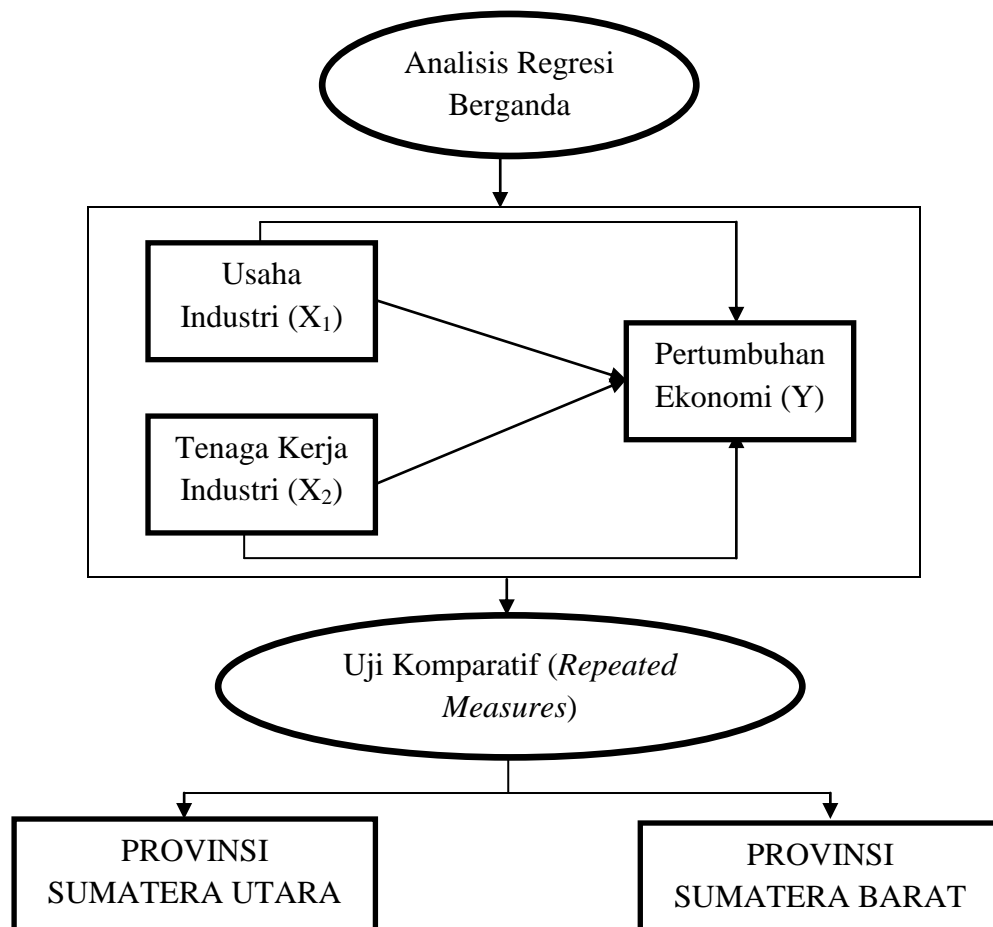 Analisis Regresi
Berganda
Usaha
Industri (X₁)
Pertumbuhan
Ekonomi (Y)
Tenaga Kerja
Industri (X₂)
Uji Komparatif (Repeated
Measures)
PROVINSI
SUMATERA UTARA
PROVINSI
SUMATERA BARAT